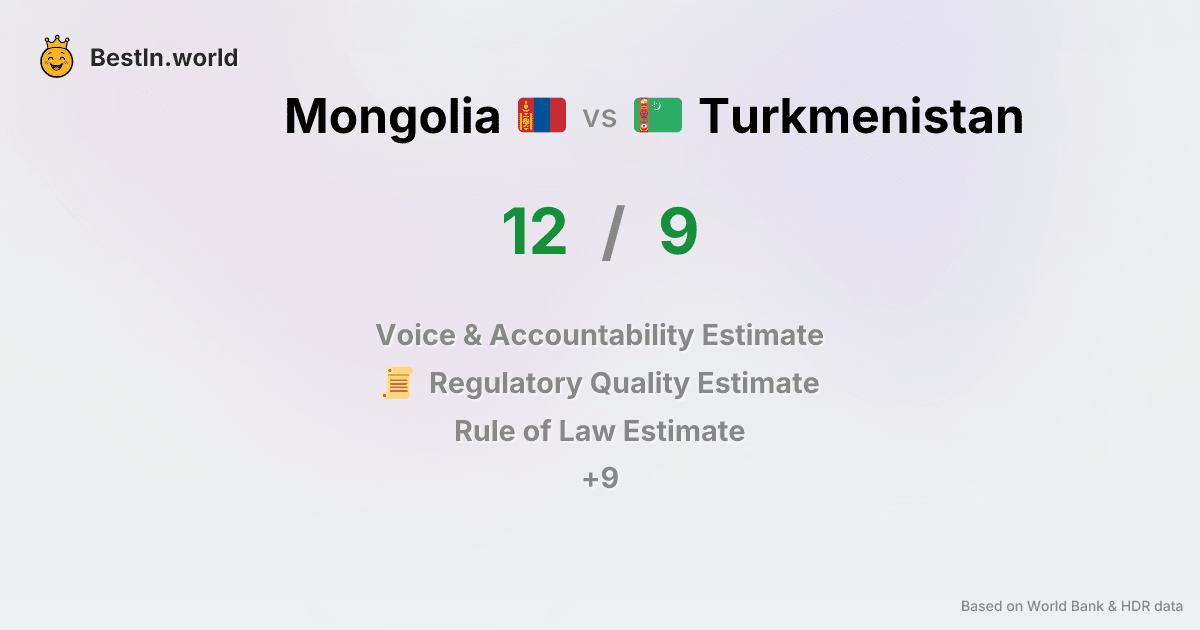 BestIn.world
Mongolia vs Turkmenistan
12 / 9
Voice & Accountability Estimate
Regulatory Quality Estimate
Rule of Law Estimate
+9
Based on World Bank & HDR data